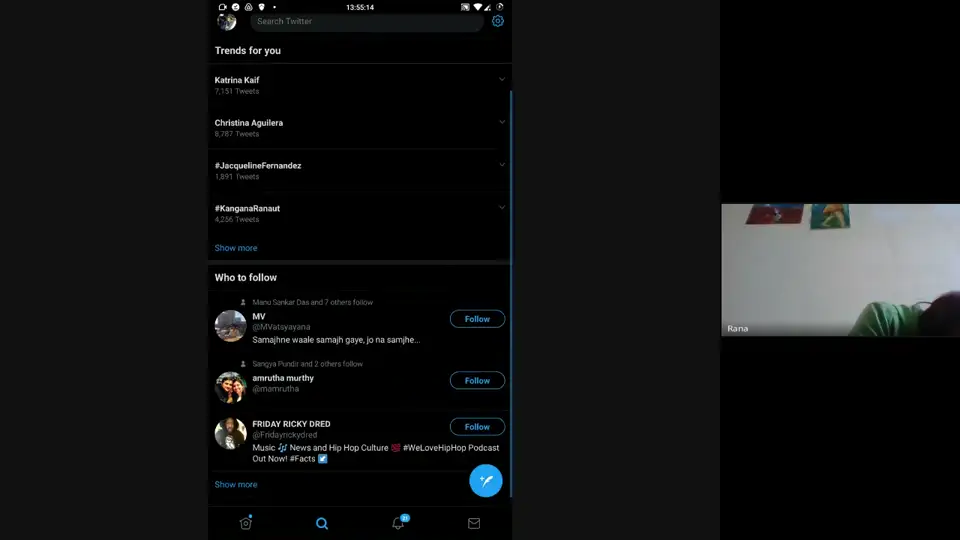 13:55:14
Search Twitter
Trends for you
Katrina Kaif
7,151 Tweets
Christina Aguilera
8,787 Tweets
#JacquelineFernandez
1,891 Tweets
#KanganaRanaut
4,256 Tweets
Show more
Who to follow
Manu Sankar Das and 7 others follow
MV
@MVatsyayana
Follow
Samajhne waale samajh gaye, jo na samjhe...
Sangya Pundir and 2 others follow
amrutha murthy
@mamrutha
Follow
FRIDAY RICKY DRED
@Fridayrickydred
Follow
Music 🎶 News and Hip Hop Culture 💯 #WeLoveHipHop Podcast
Out Now! #Facts ↙️
Show more
21
Rana